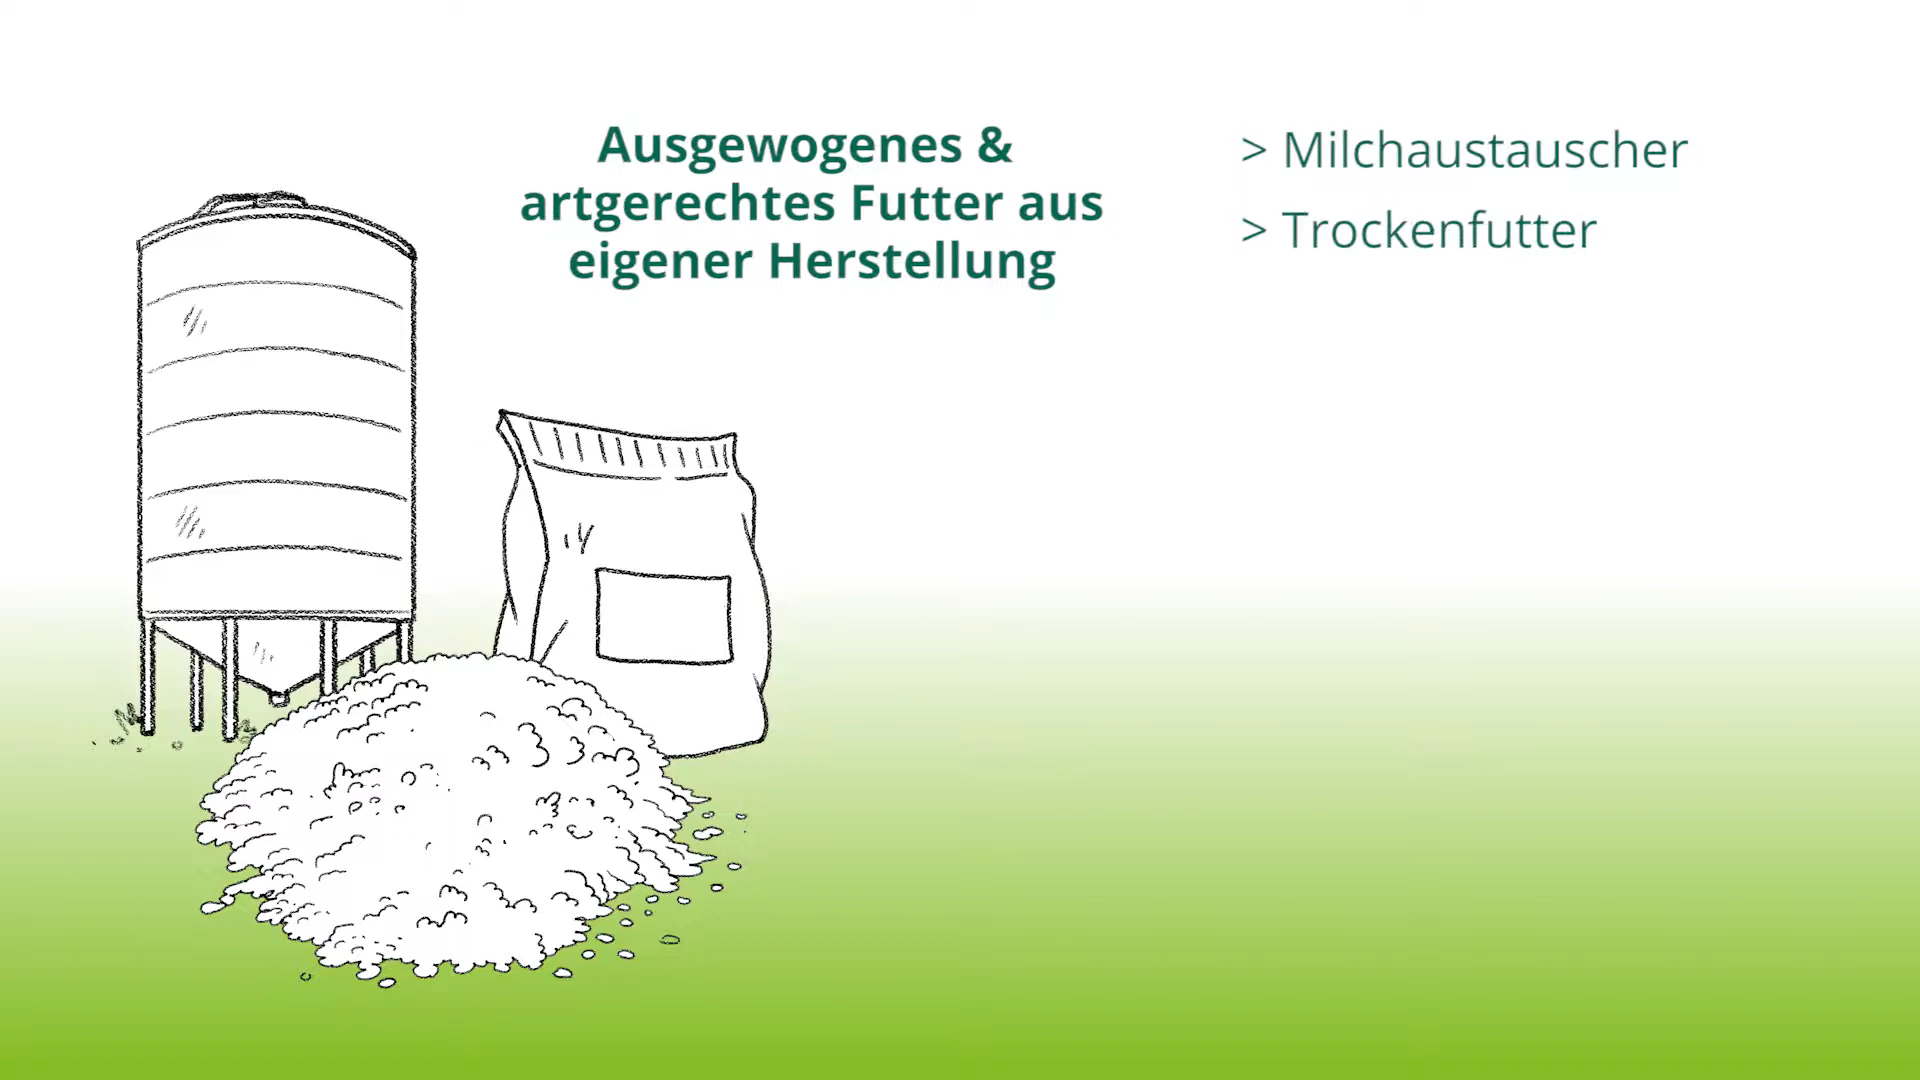 Ausgewogenes &
artgerechtes Futter aus
eigener Herstellung
> Milchaustauscher
> Trockenfutter